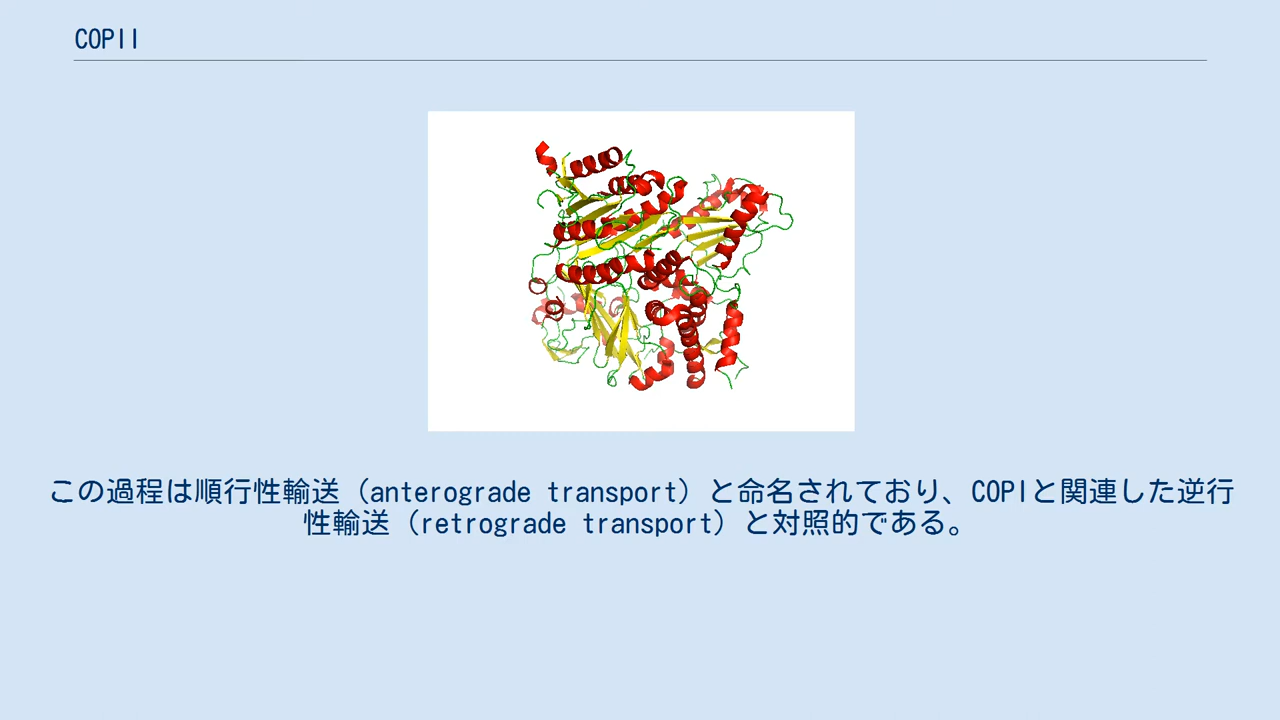 COPII
この過程は順行性輸送（anterograde transport）と命名されており、COPIと関連した逆行
性輸送（retrograde transport）と対照的である。